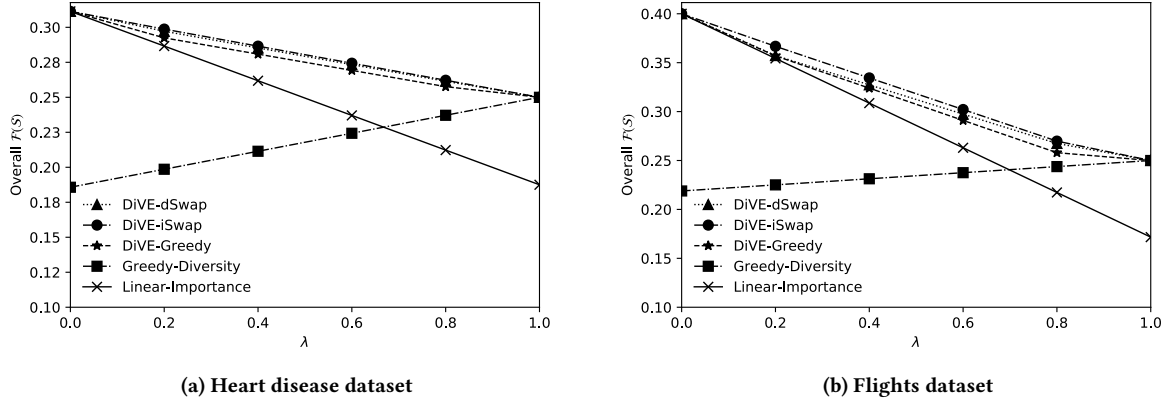 0.30
0.28
0.25
0.23
0.20
0.18
0.15
0.12
0.10
Overall F(S)
DiVE-dSwap
DiVE-iSwap
DiVE-Greedy
Greedy-Diversity
Linear-Importance
0.0 0.2 0.4 0.6 0.8 1.0
λ
(a) Heart disease dataset
0.40
0.35
0.30
0.25
0.20
0.15
0.10
Overall F(S)
DiVE-dSwap
DiVE-iSwap
DiVE-Greedy
Greedy-Diversity
Linear-Importance
0.0 0.2 0.4 0.6 0.8 1.0
λ
(b) Flights dataset